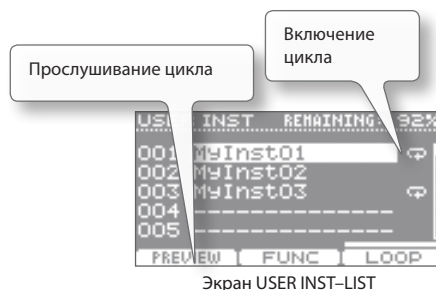 Включение
цикла
Прослушивание цикла
USER INST REMAINING: 92%
001 MyInst01
002 MyInst02
003 MyInst03
004 ---------------
005 ---------------
PREVIEW FUNC LOOP
Экран USER INST–LIST